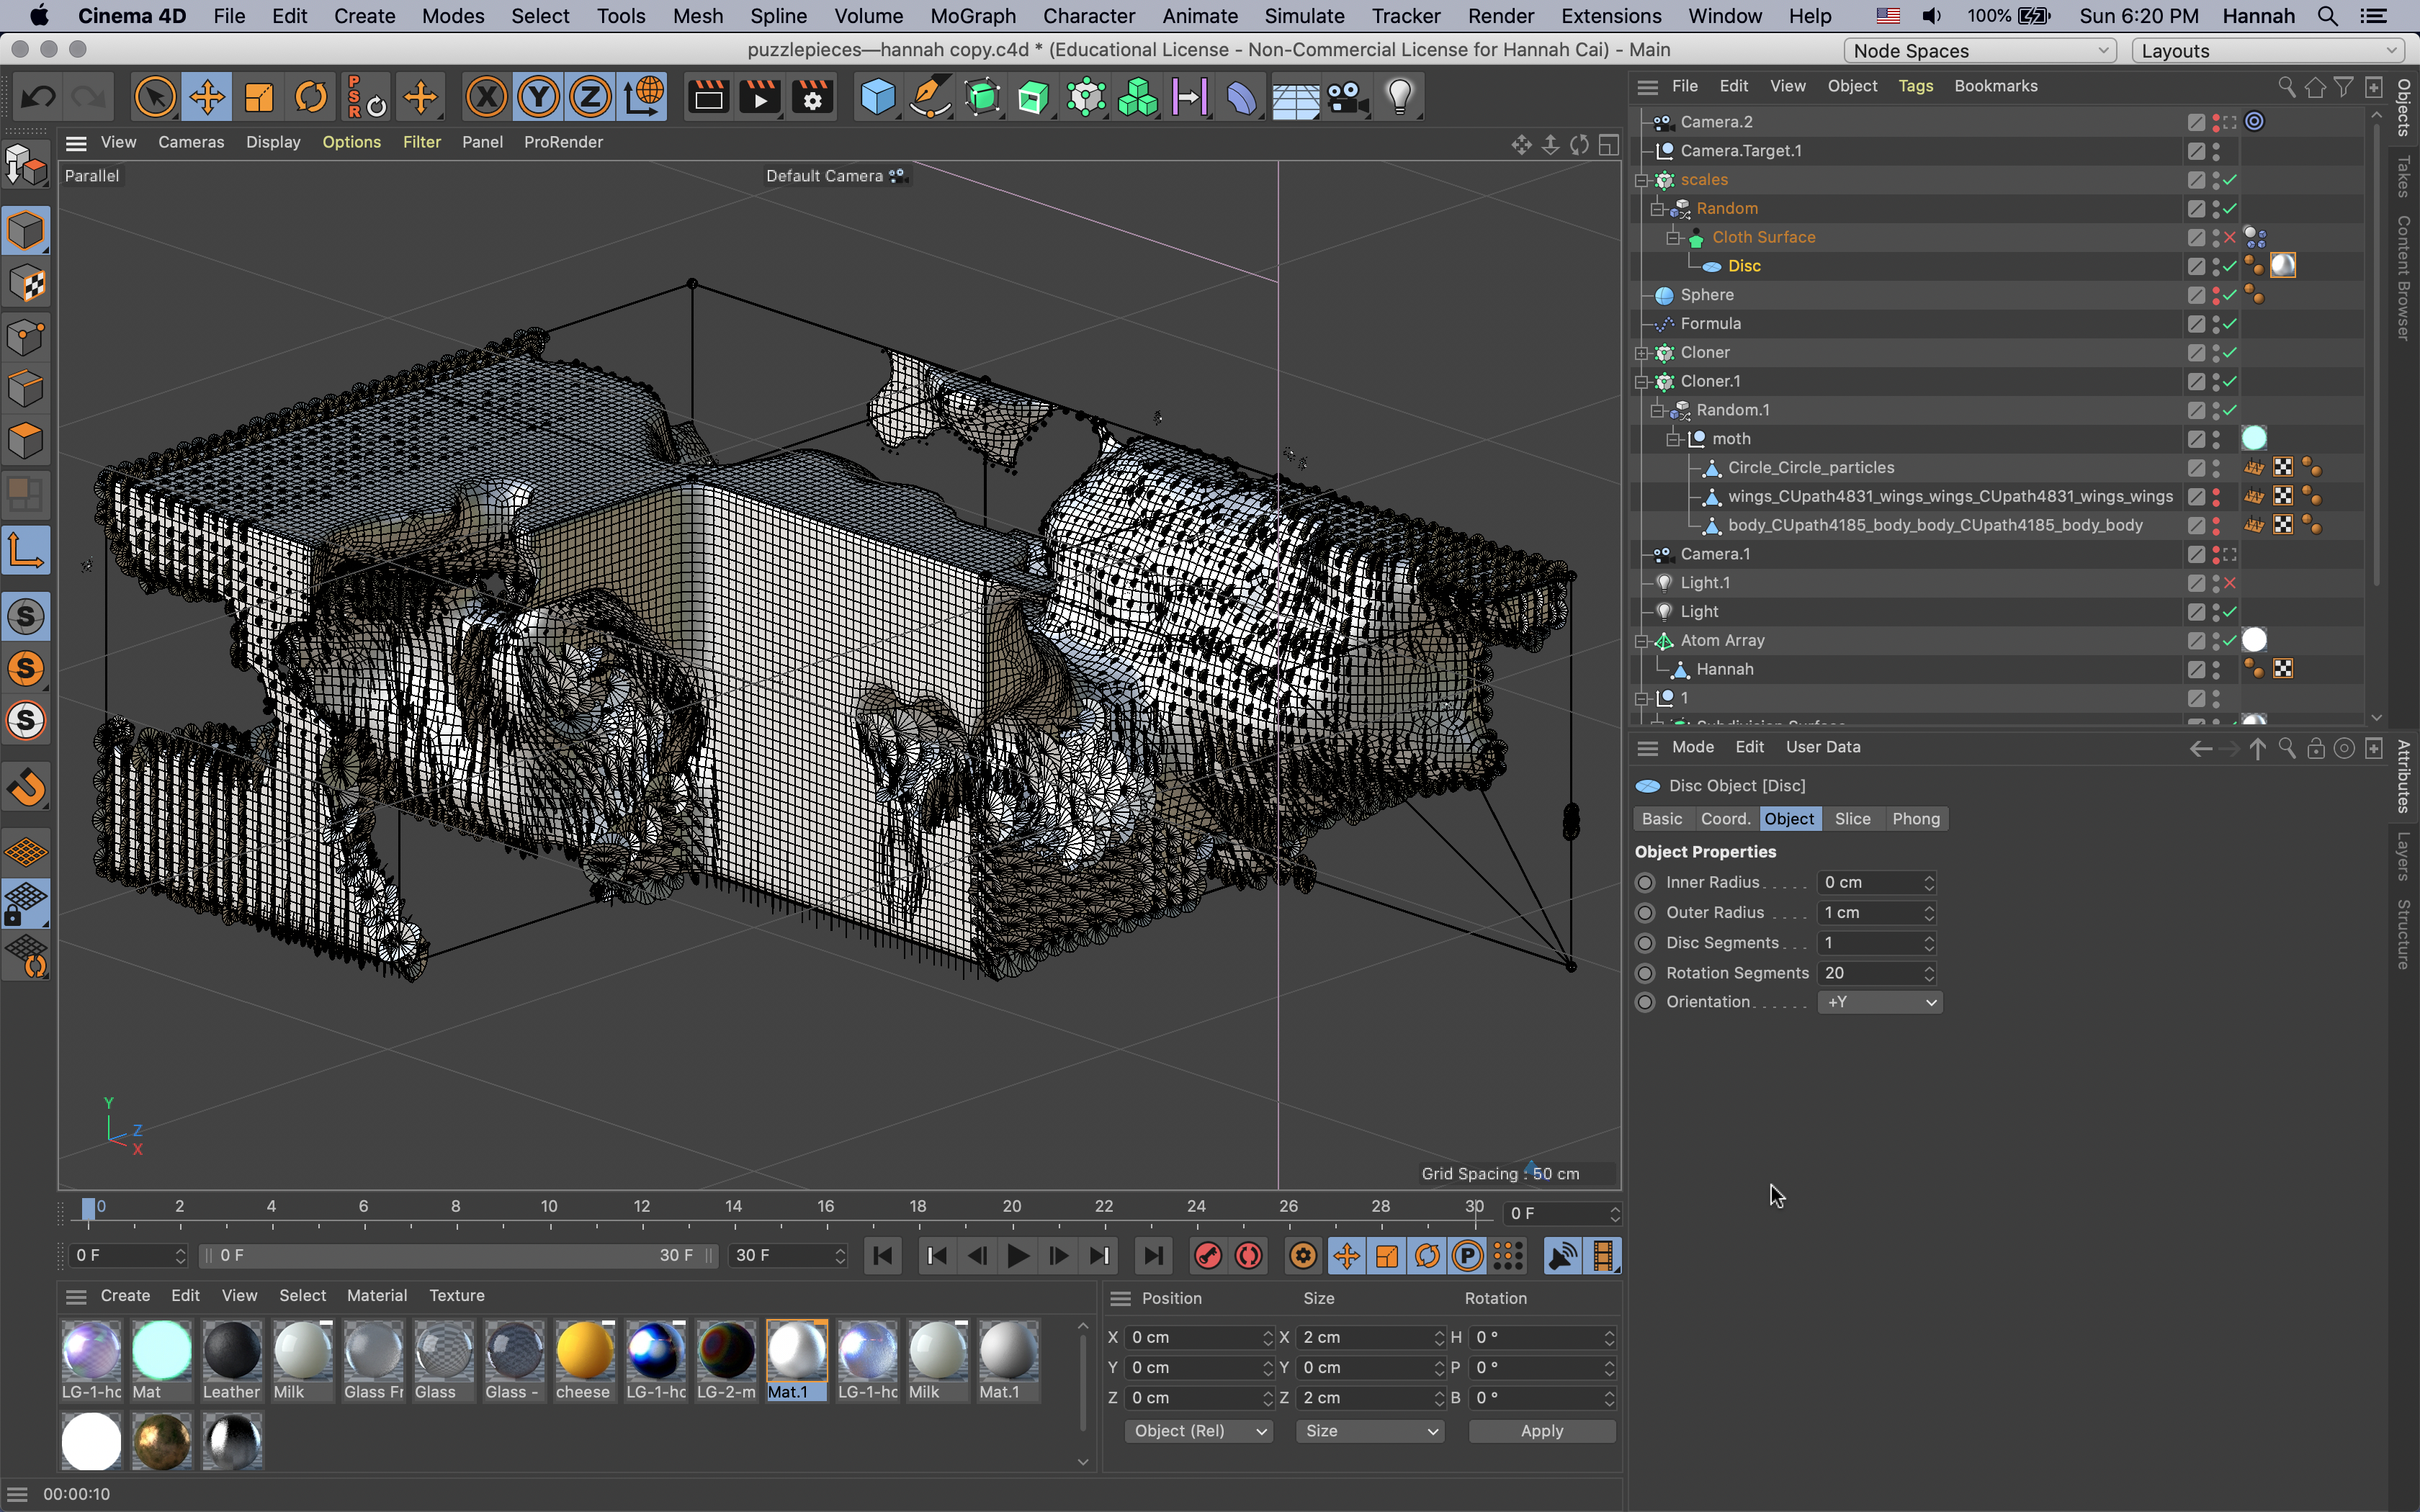 Cinema 4D File Edit Create Modes Select Tools Mesh Spline Volume MoGraph Character Animate Simulate Tracker Render Extensions Window Help 100% Sun 6:20 PM Hannah
puzzlepieces—hannah copy.c4d * (Educational License - Non-Commercial License for Hannah Cai) - Main
Node Spaces
Layouts
PSR X Y Z
File Edit View Object Tags Bookmarks
View Cameras Display Options Filter Panel ProRender
Parallel
Default Camera
Camera.2
Camera.Target.1
scales
Random
Cloth Surface
Disc
Sphere
Formula
Cloner
Cloner.1
Random.1
moth
Circle_Circle_particles
wings_CUpath4831_wings_wings_CUpath4831_wings_wings
body_CUpath4185_body_body_CUpath4185_body_body
Camera.1
Light.1
Light
Atom Array
Hannah
1
Subdivision Surface
Objects
Takes
Content Browser
S
S
S
Mode Edit User Data
Disc Object [Disc]
Basic Coord. Object Slice Phong
Object Properties
Inner Radius 0 cm
Outer Radius 1 cm
Disc Segments 1
Rotation Segments 20
Orientation +Y
Attributes
Layers
Structure
Y
Z
X
Grid Spacing : 50 cm
0 2 4 6 8 10 12 14 16 18 20 22 24 26 28 30 0 F
0 F 0 F 30 F 30 F P
Create Edit View Select Material Texture
LG-1-hc Mat Leather Milk Glass Fr Glass Glass - cheese LG-1-hc LG-2-m Mat.1 LG-1-hc Milk Mat.1
Position Size Rotation
X 0 cm X 2 cm H 0 °
Y 0 cm Y 0 cm P 0 °
Z 0 cm Z 2 cm B 0 °
Object (Rel) Size Apply
00:00:10